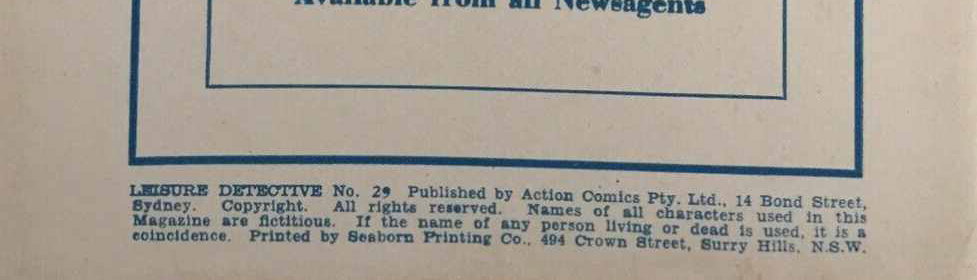 Available from all Newsagents
LEISURE DETECTIVE No. 29 Published by Action Comics Pty. Ltd., 14 Bond Street,
Sydney. Copyright. All rights reserved. Names of all characters used in this
Magazine are fictitious. If the name of any person living or dead is used, it is a
coincidence. Printed by Seaborn Printing Co., 494 Crown Street, Surry Hills, N.S.W.